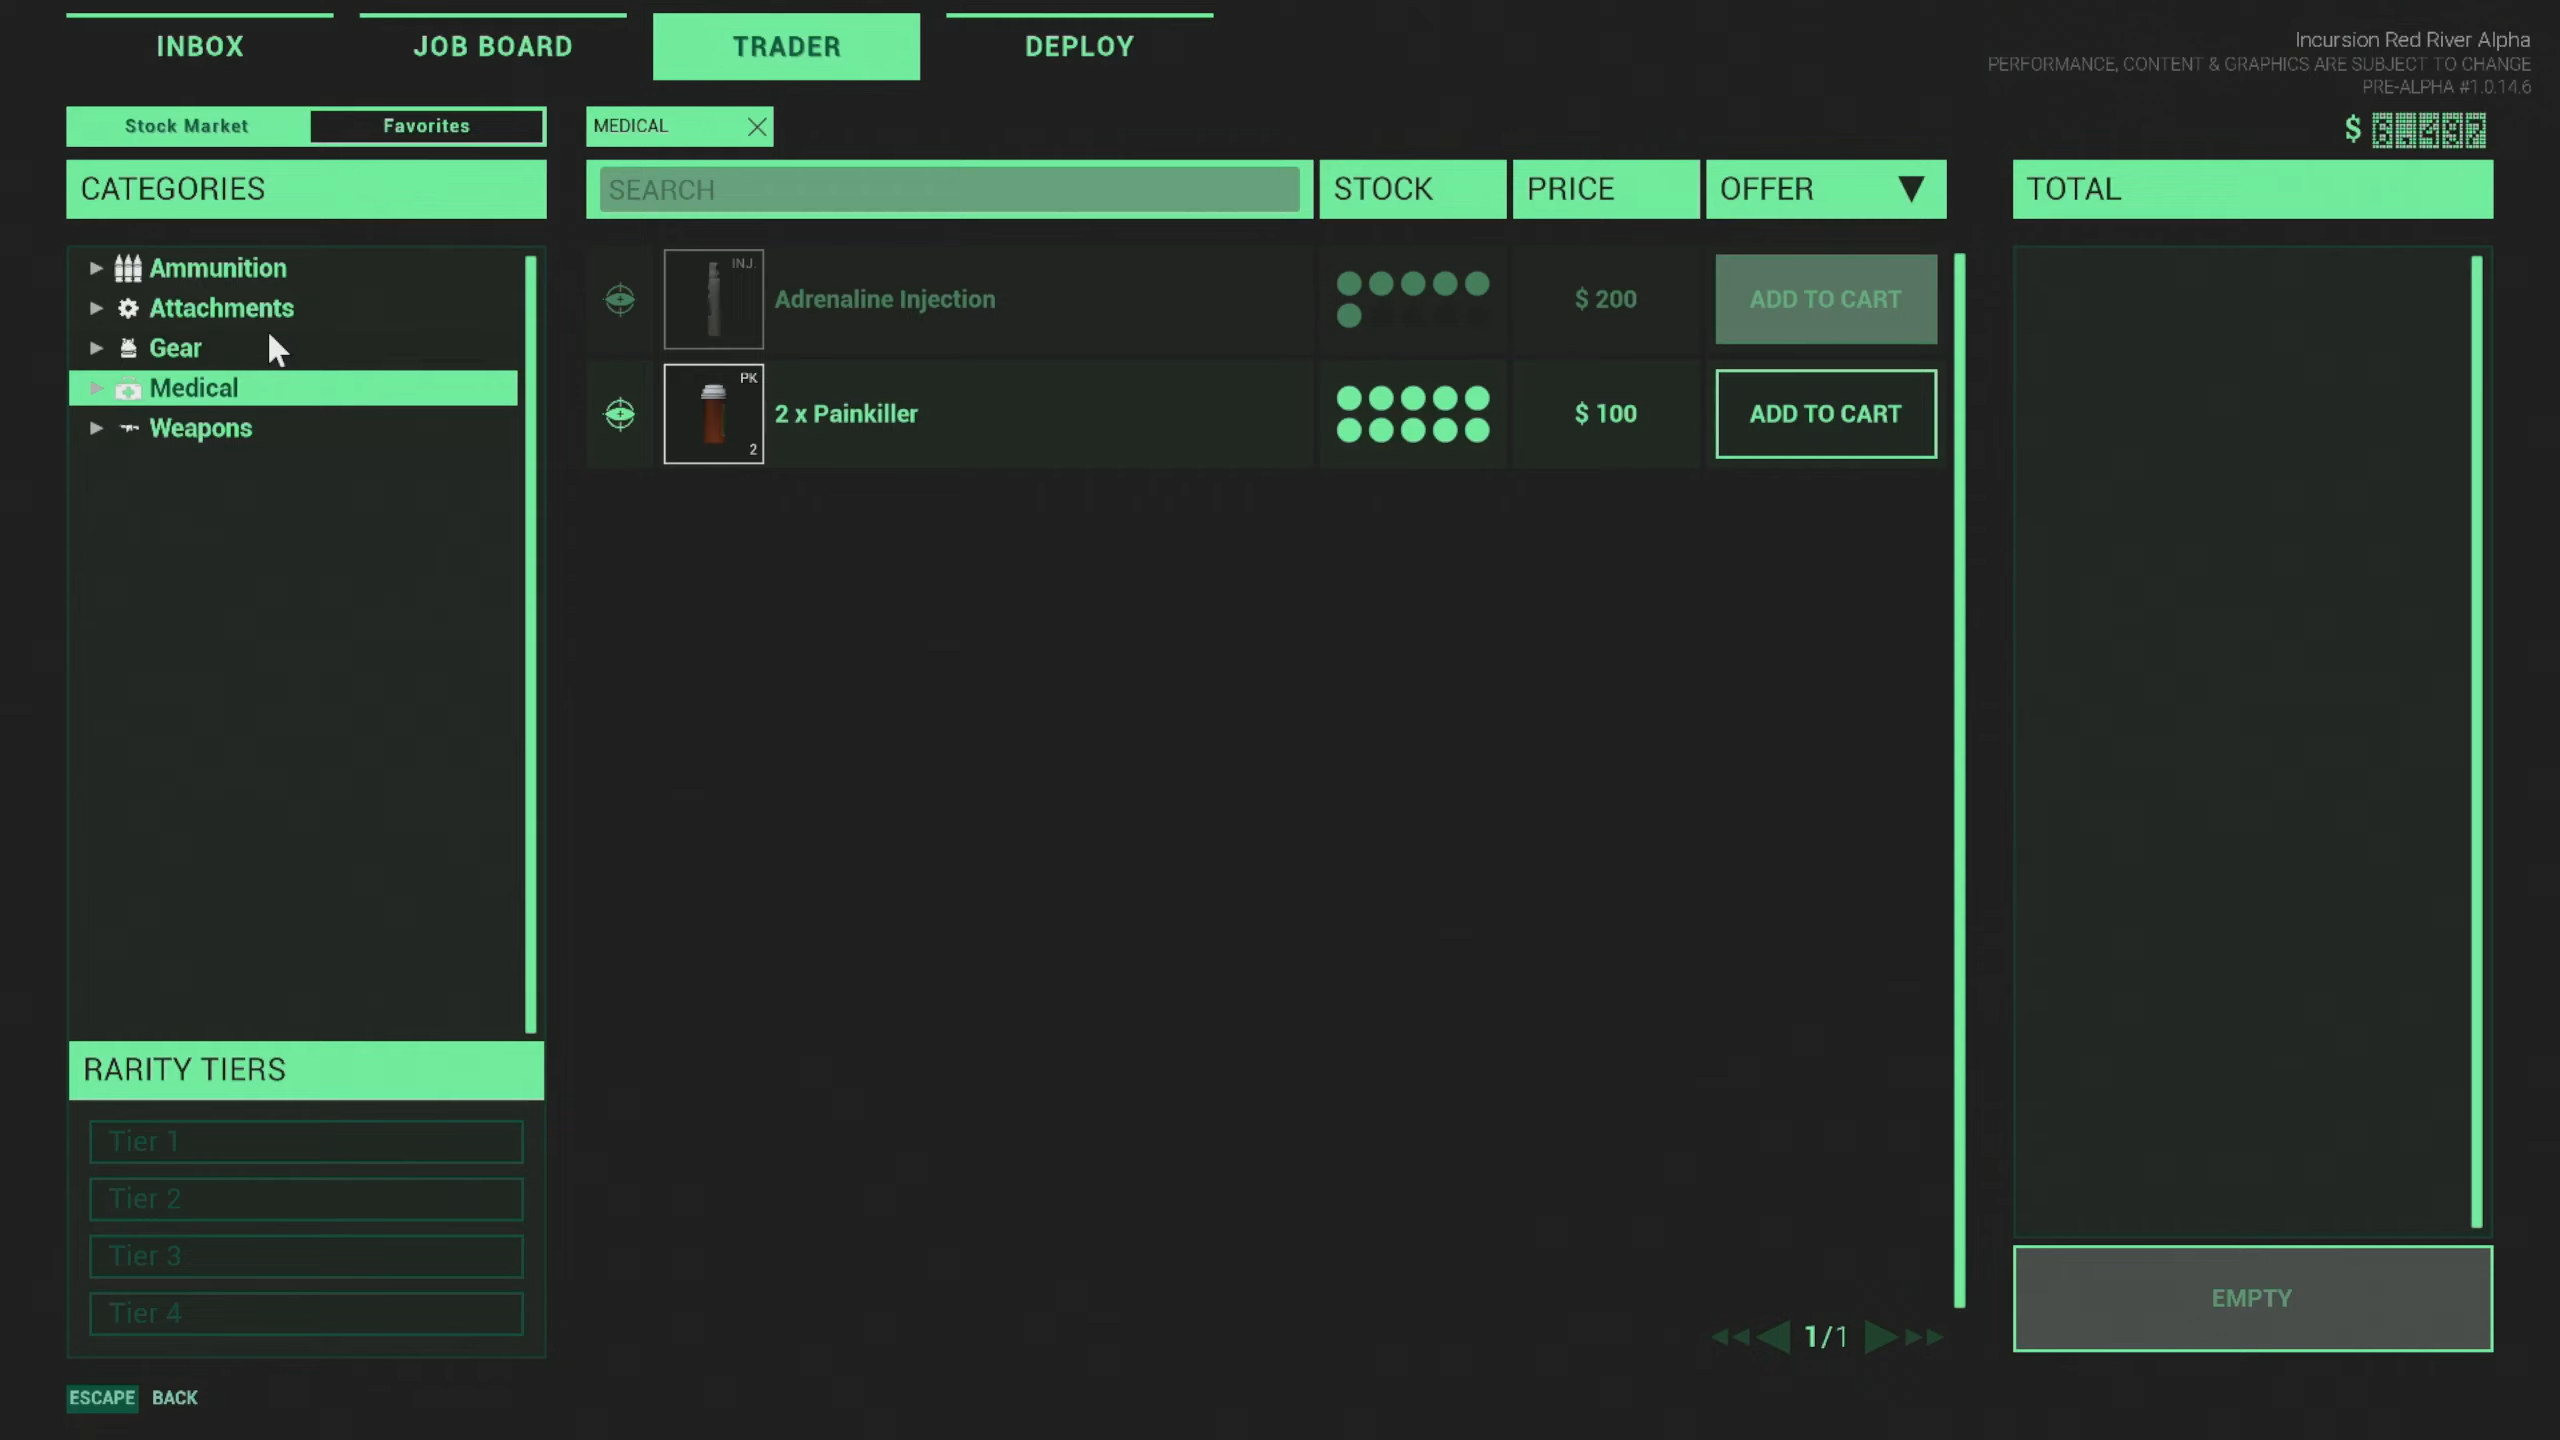 INBOX
JOB BOARD
TRADER
DEPLOY
Incursion Red River Alpha
PERFORMANCE, CONTENT & GRAPHICS ARE SUBJECT TO CHANGE
PRE-ALPHA #1.0.14.6
Stock Market
Favorites
MEDICAL
$
CATEGORIES
SEARCH
STOCK
PRICE
OFFER
TOTAL
Ammunition
Attachments
Gear
Medical
Weapons
INJ.
Adrenaline Injection
$ 200
ADD TO CART
PK
2
2 x Painkiller
$ 100
ADD TO CART
RARITY TIERS
Tier 1
Tier 2
Tier 3
Tier 4
1/1
EMPTY
ESCAPE BACK